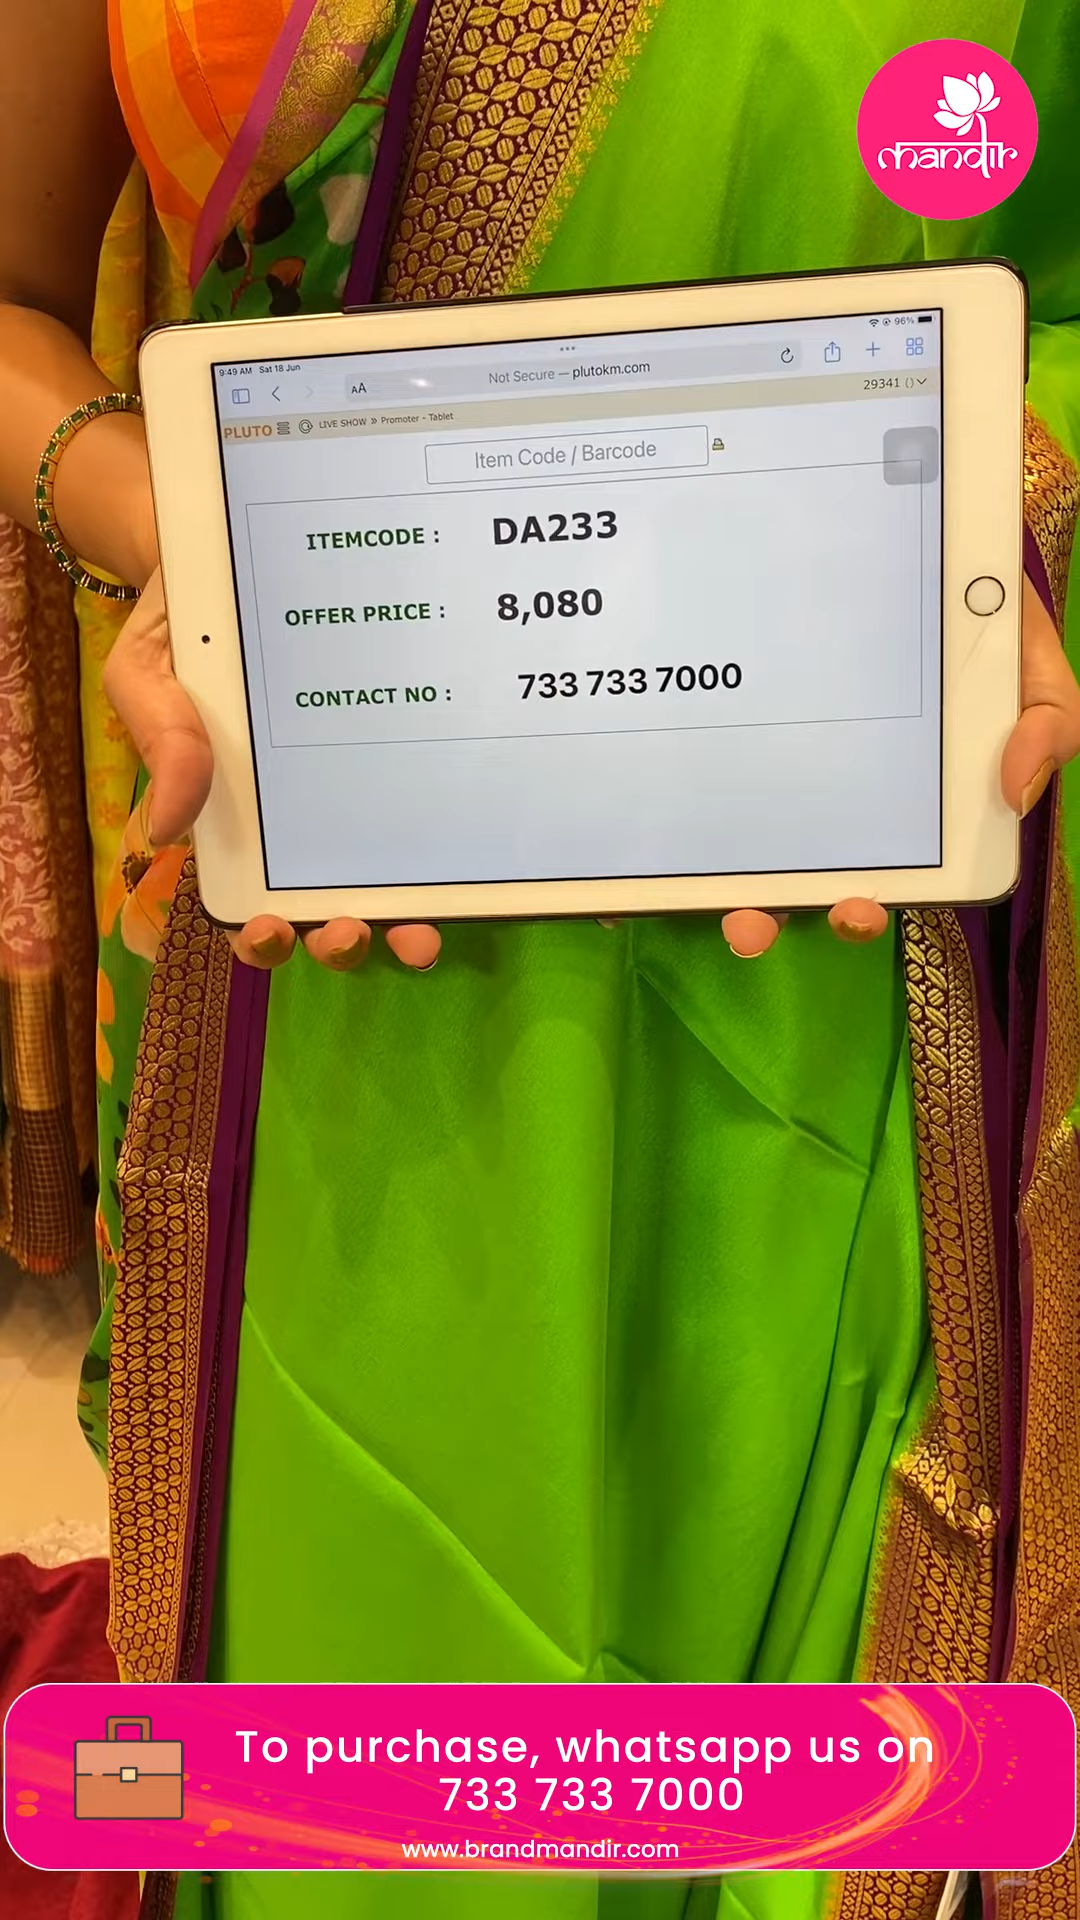 mandir
9:49 AM Sat 18 Jun
96%
AA
Not Secure — plutokm.com
29341 ()
PLUTO
LIVE SHOW » Promoter - Tablet
Item Code / Barcode
ITEMCODE : DA233
OFFER PRICE : 8,080
CONTACT NO : 733 733 7000
To purchase, whatsapp us on
733 733 7000
www.brandmandir.com